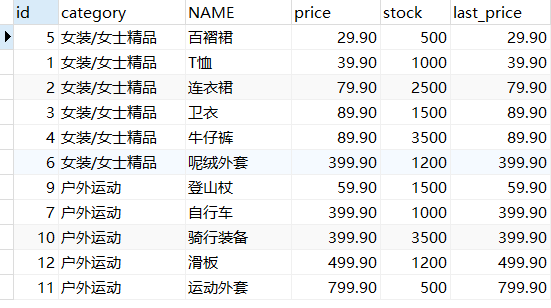 id category NAME price stock last_price
5 女装/女士精品 百褶裙 29.90 500 29.90
1 女装/女士精品 T恤 39.90 1000 39.90
2 女装/女士精品 连衣裙 79.90 2500 79.90
3 女装/女士精品 卫衣 89.90 1500 89.90
4 女装/女士精品 牛仔裤 89.90 3500 89.90
6 女装/女士精品 呢绒外套 399.90 1200 399.90
9 户外运动 登山杖 59.90 1500 59.90
7 户外运动 自行车 399.90 1000 399.90
10 户外运动 骑行装备 399.90 3500 399.90
12 户外运动 滑板 499.90 1200 499.90
11 户外运动 运动外套 799.90 500 799.90